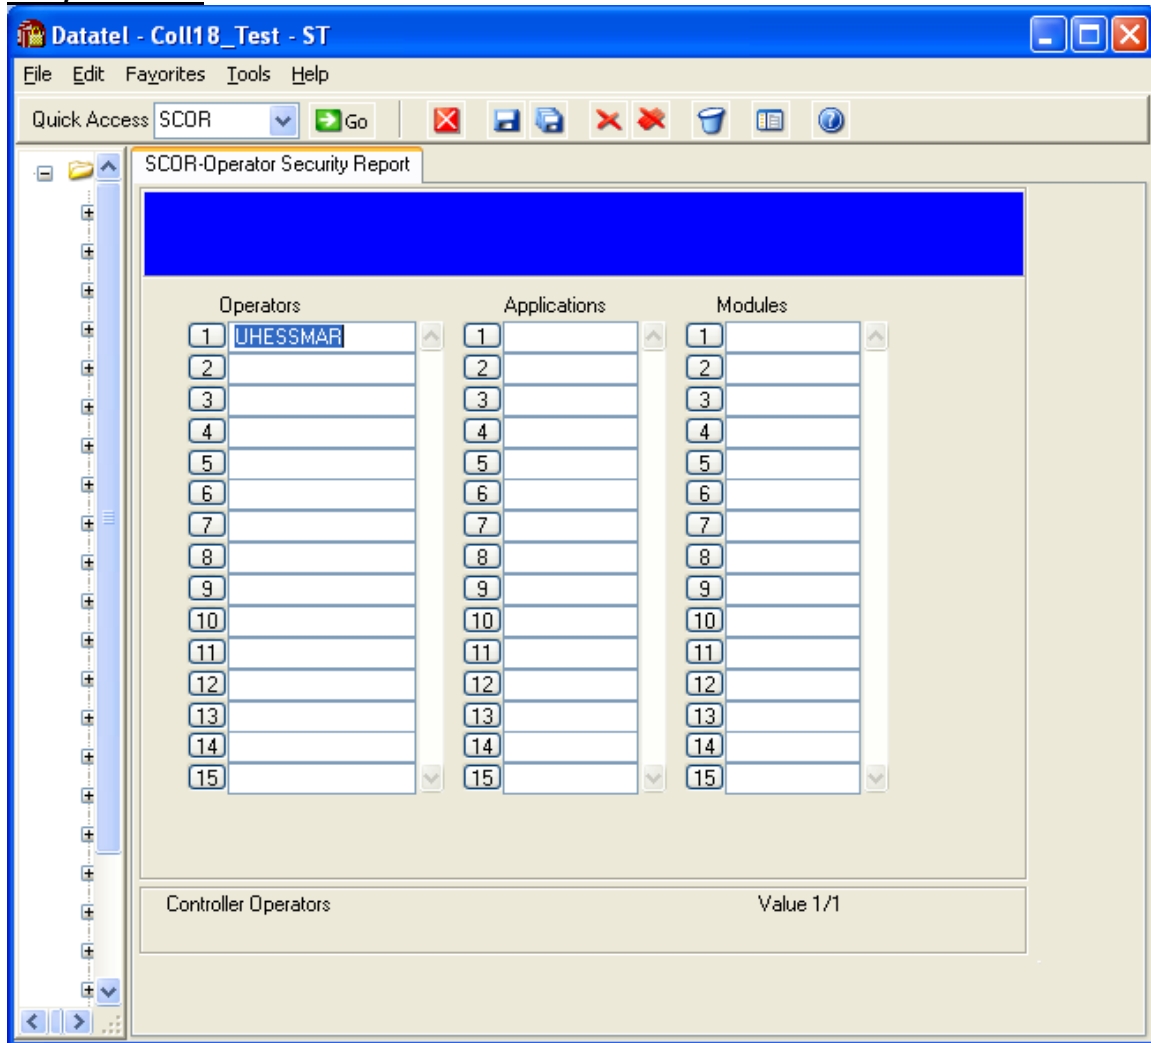 Datatel - Coll18_Test - ST
File Edit Favorites Tools Help
Quick Access SCOR Go
SCOR-Operator Security Report
Operators Applications Modules
1 UHESSMAR 1 1
2 2 2
3 3 3
4 4 4
5 5 5
6 6 6
7 7 7
8 8 8
9 9 9
10 10 10
11 11 11
12 12 12
13 13 13
14 14 14
15 15 15
Controller Operators Value 1/1